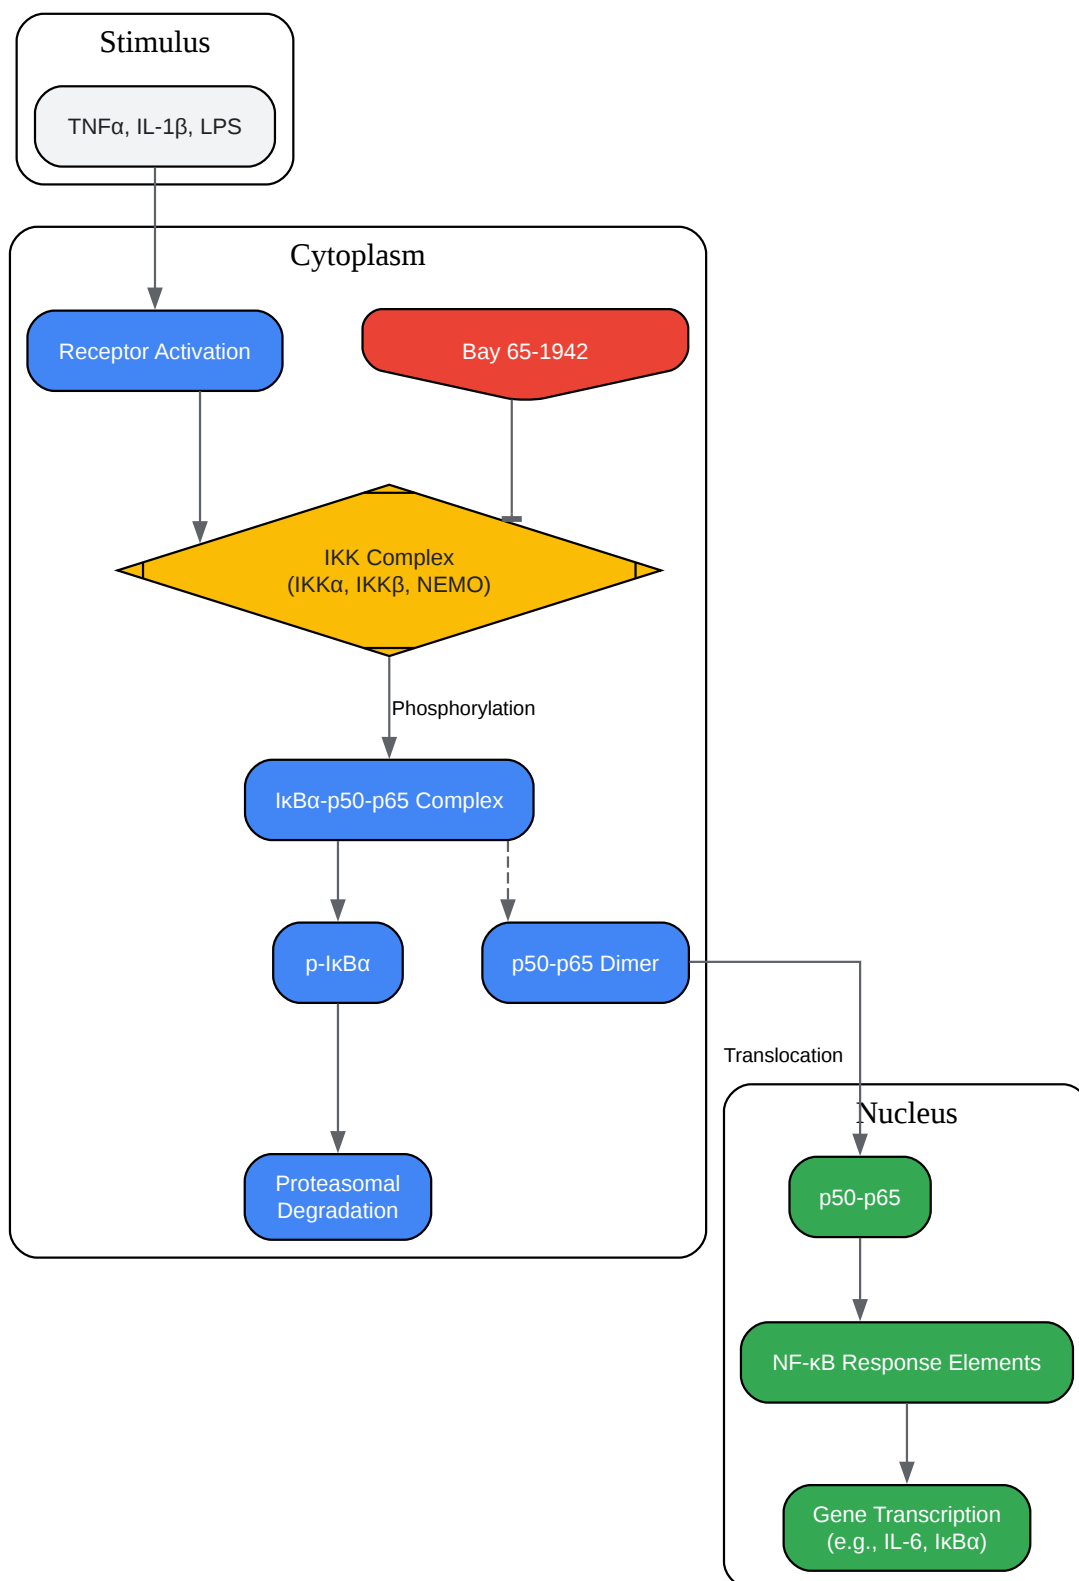 Stimulus
TNFα, IL-1β, LPS
Cytoplasm
Receptor Activation
Bay 65-1942
IKK Complex
(IKKα, IKKβ, NEMO)
Phosphorylation
IκBα-p50-p65 Complex
p-IκBα
p50-p65 Dimer
Translocation
Nucleus
Proteasomal
Degradation
p50-p65
NF-κB Response Elements
Gene Transcription
(e.g., IL-6, IκBα)